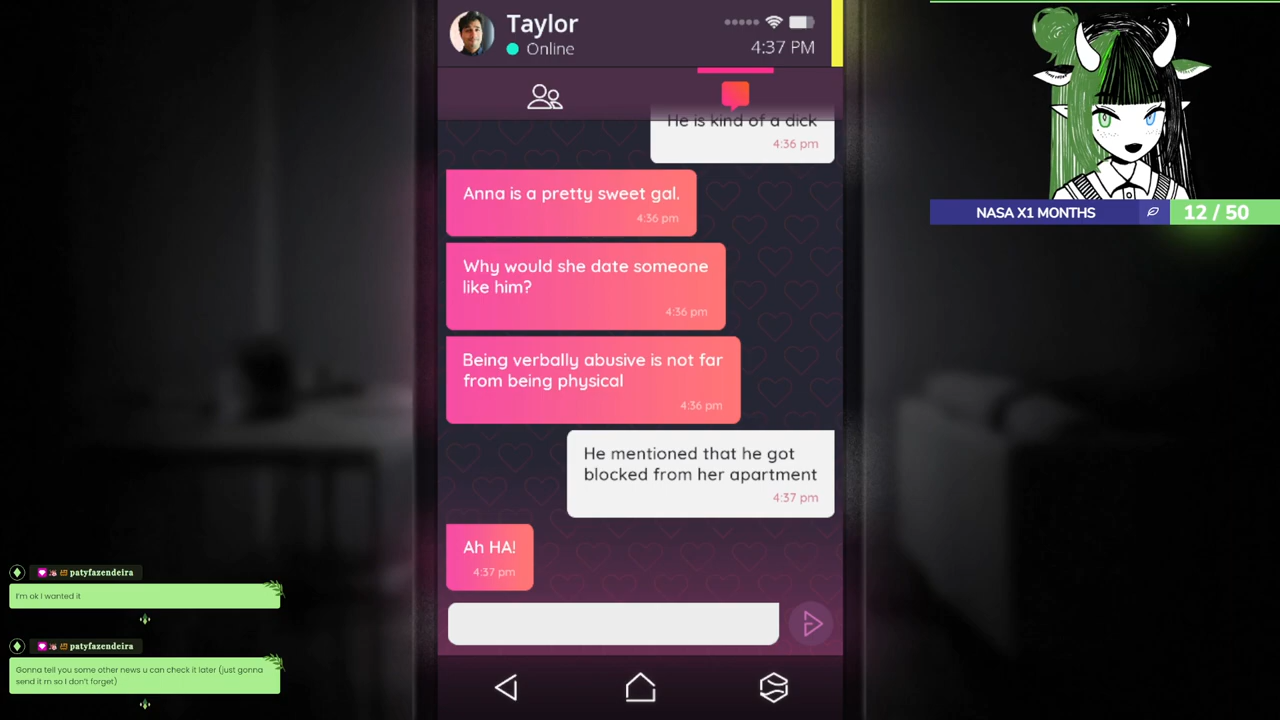 Taylor
Online
4:37 PM
He is kind of a dick
4:36 pm
Anna is a pretty sweet gal.
4:36 pm
Why would she date someone
like him?
4:36 pm
Being verbally abusive is not far
from being physical
4:36 pm
He mentioned that he got
blocked from her apartment
4:37 pm
Ah HA!
4:37 pm
NASA X1 MONTHS
12 / 50
patyfazendeira
I'm ok I wanted it
patyfazendeira
Gonna tell you some other news u can check it later (just gonna
send it rn so I don't forget)